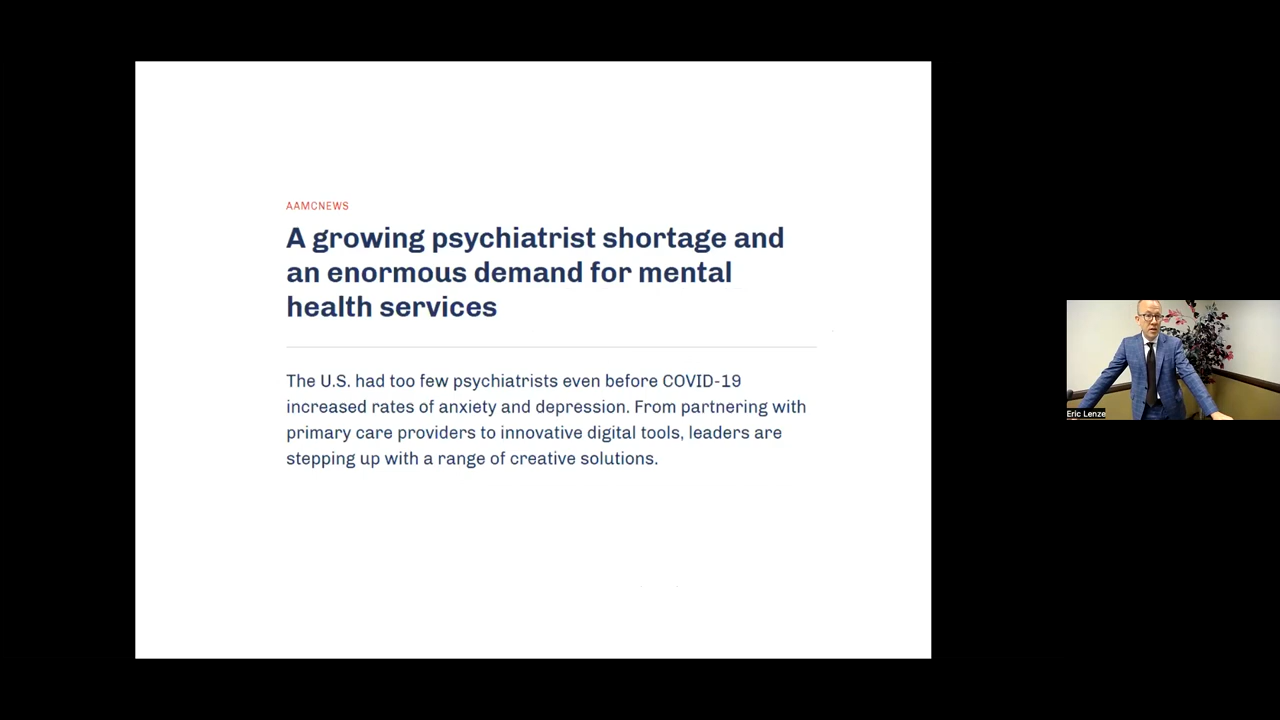 AAMCNEWS
A growing psychiatrist shortage and
an enormous demand for mental
health services
The U.S. had too few psychiatrists even before COVID-19
increased rates of anxiety and depression. From partnering with
primary care providers to innovative digital tools, leaders are
stepping up with a range of creative solutions.
Eric Lenze